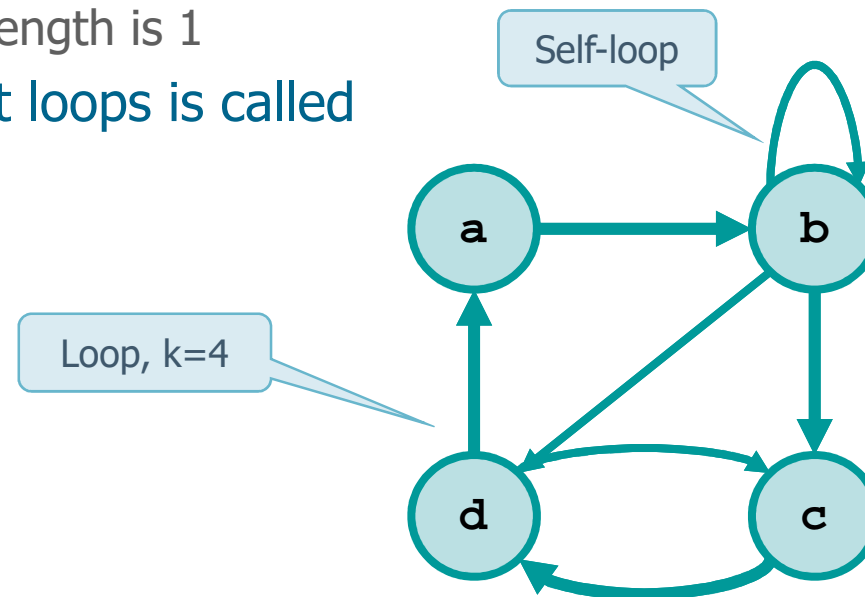 ength is 1
Self-loop
t loops is called
a
b
Loop, k=4
d
c